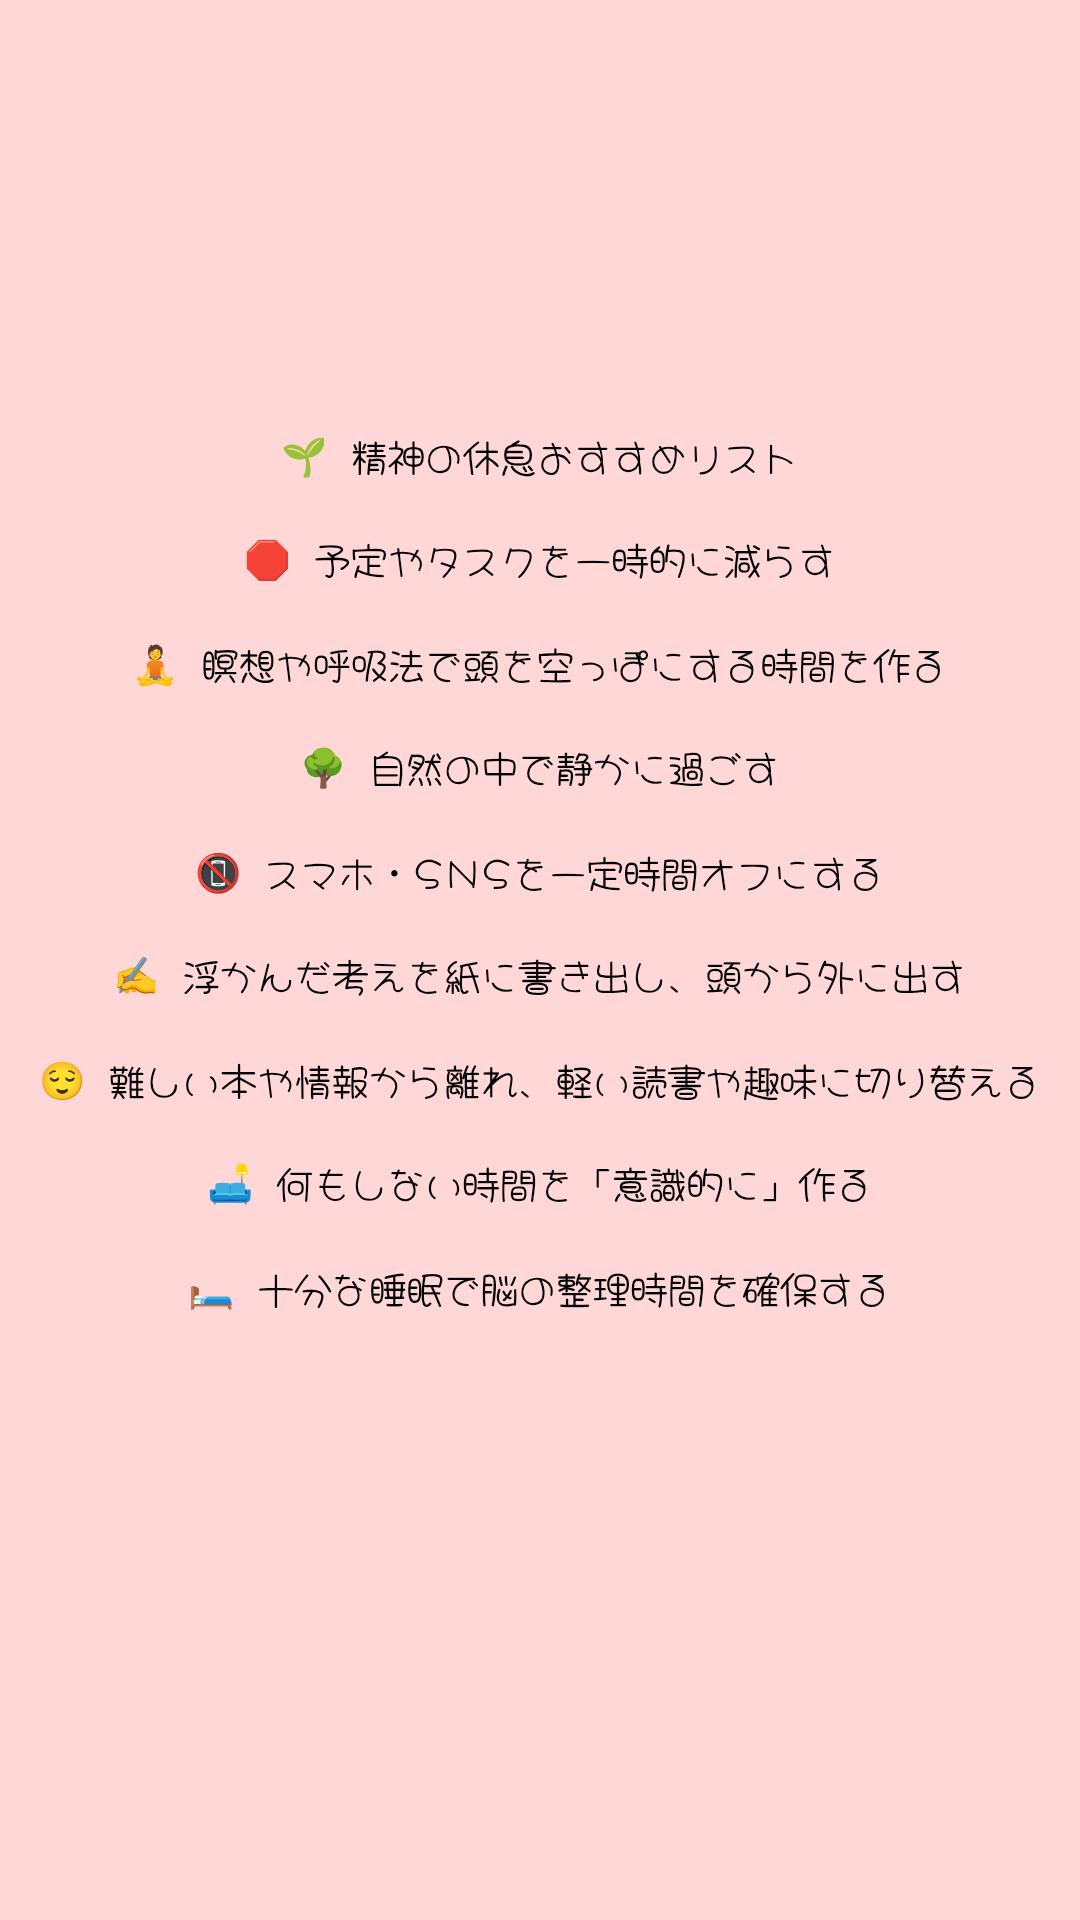 🌱 精神の休息おすすめリスト
🛑 予定やタスクを一時的に減らす
🧘 瞑想や呼吸法で頭を空っぽにする時間を作る
🌳 自然の中で静かに過ごす
📵 スマホ・SNSを一定時間オフにする
✍️ 浮かんだ考えを紙に書き出し、頭から外に出す
😌 難しい本や情報から離れ、軽い読書や趣味に切り替える
🛋️ 何もしない時間を「意識的に」作る
🛏️ 十分な睡眠で脳の整理時間を確保する